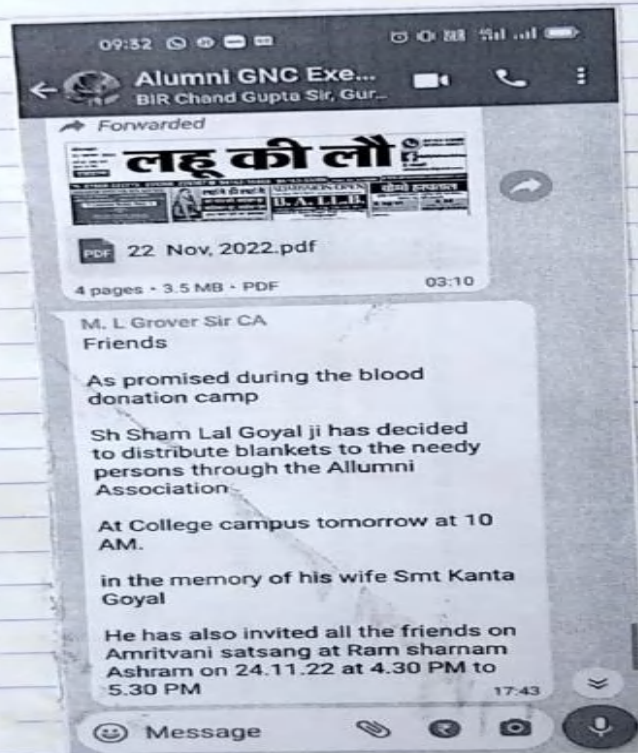 09:32
Alumni GNC Exe...
BIR Chand Gupta Sir, Gur...
Forwarded
लहू की लौ
ADMISSION OPEN
B.A. LL.B.
PDF 22 Nov, 2022.pdf
4 pages • 3.5 MB • PDF 03:10
M. L Grover Sir CA
Friends
As promised during the blood
donation camp
Sh Sham Lal Goyal ji has decided
to distribute blankets to the needy
persons through the Allumni
Association
At College campus tomorrow at 10
AM.
in the memory of his wife Smt Kanta
Goyal
He has also invited all the friends on
Amritvani satsang at Ram sharnam
Ashram on 24.11.22 at 4.30 PM to
5.30 PM 17:43
Message